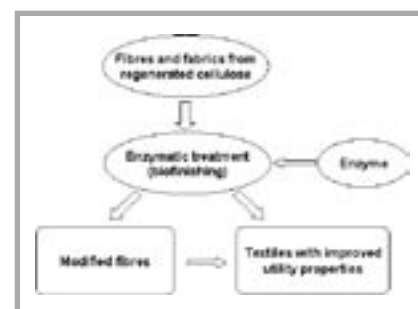 Fibres and fabrics from
regenerated cellulose
Enzymatic treatment
(biofinishing)
Enzyme
Modified fibres
Textiles with improved
utility properties